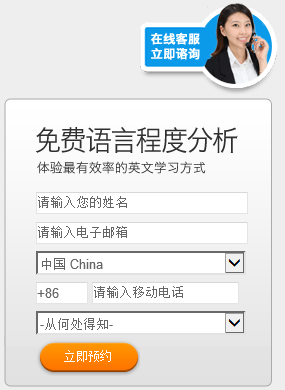 在线客服
立即谘询
免费语言程度分析
体验最有效率的英文学习方式
请输入您的姓名
请输入电子邮箱
中国 China
+86 请输入移动电话
-从何处得知-
立即预约